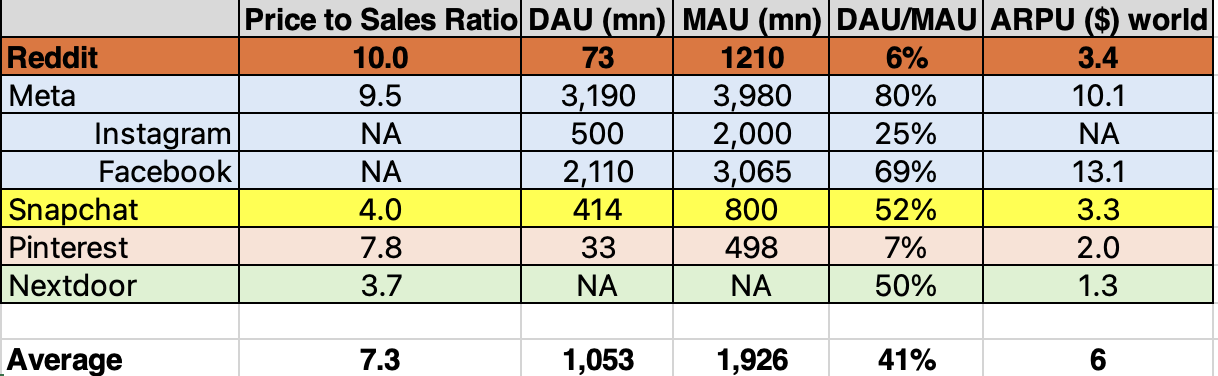 Price to Sales Ratio DAU (mn) MAU (mn) DAU/MAU ARPU ($) world
Reddit 10.0 73 1210 6% 3.4
Meta 9.5 3,190 3,980 80% 10.1
Instagram NA 500 2,000 25% NA
Facebook NA 2,110 3,065 69% 13.1
Snapchat 4.0 414 800 52% 3.3
Pinterest 7.8 33 498 7% 2.0
Nextdoor 3.7 NA NA 50% 1.3
Average 7.3 1,053 1,926 41% 6